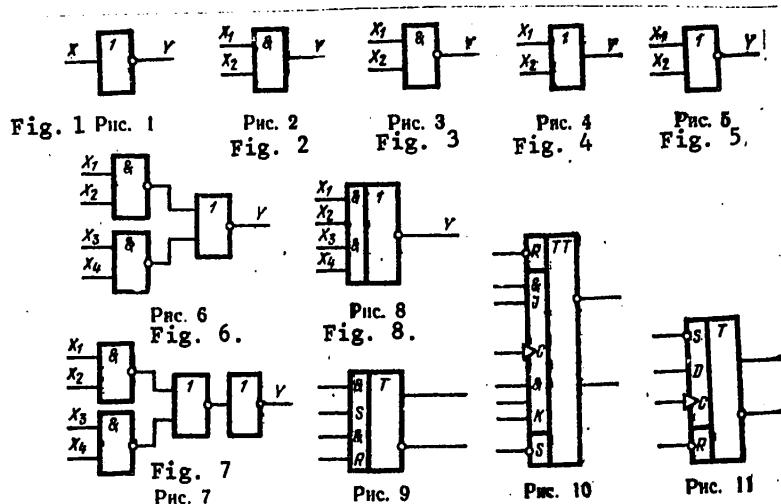 X 1 Y
X₁ X₂ & Y
X₁ X₂ & Y
X₁ X₂ 1 Y
X₁ X₂ 1 Y
Fig. 1 Рис. 1
Рис. 2
Fig. 2
Рис. 3
Fig. 3
Рис. 4
Fig. 4
Рис. 5
Fig. 5.
X₁ X₂ & X₃ X₄ & 1 Y
Рис. 6
Fig. 6.
X₁ X₂ X₃ X₄ & & 1 Y
Рис. 8
Fig. 8.
X₁ X₂ & X₃ X₄ & 1 1 Y
Fig. 7
Рис. 7
& S & R T
Рис. 9
R & J C & K S TT
Рис. 10
S D C R T
Рис. 11